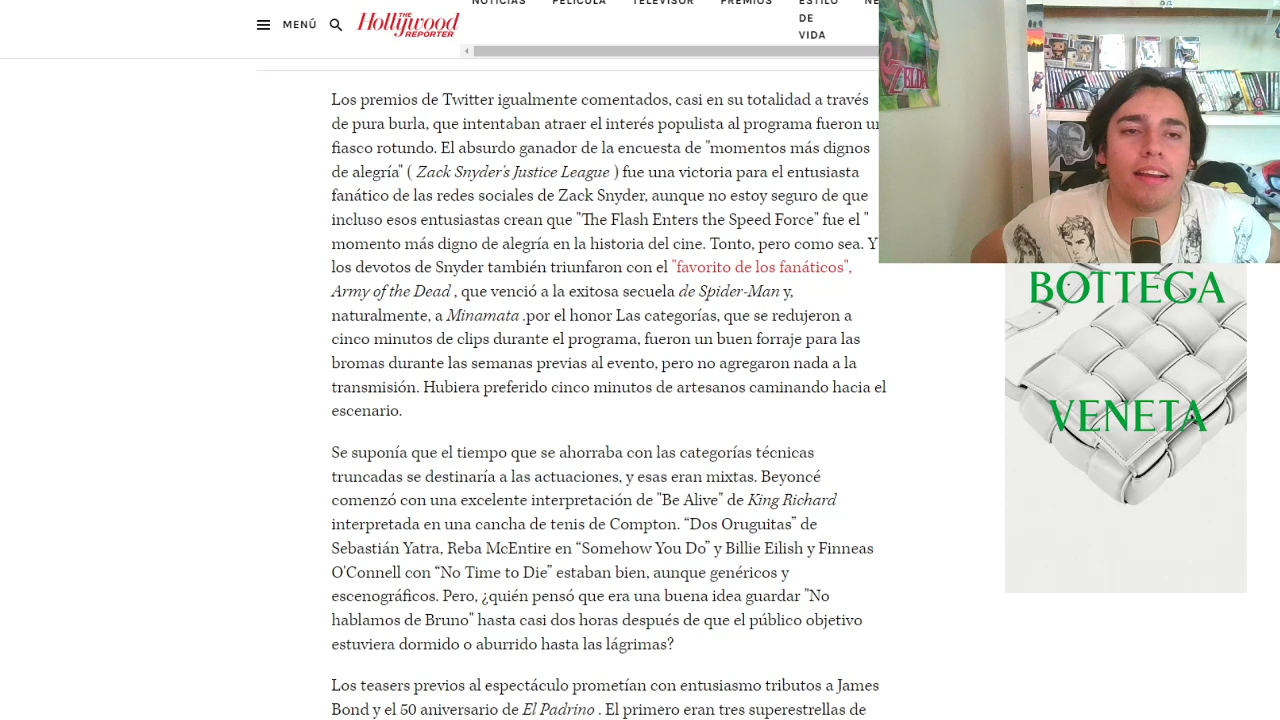 NOTICIAS PELÍCULA TELEVISOR PREMIOS ESTILO DE VIDA
MENÚ
THE Hollywood REPORTER
ZELDA
Los premios de Twitter igualmente comentados, casi en su totalidad a través
de pura burla, que intentaban atraer el interés populista al programa fueron un
fiasco rotundo. El absurdo ganador de la encuesta de "momentos más dignos
de alegría" ( Zack Snyder's Justice League ) fue una victoria para el entusiasta
fanático de las redes sociales de Zack Snyder, aunque no estoy seguro de que
incluso esos entusiastas crean que "The Flash Enters the Speed Force" fue el "
momento más digno de alegría en la historia del cine. Tonto, pero como sea. Y
los devotos de Snyder también triunfaron con el "favorito de los fanáticos",
Army of the Dead , que venció a la exitosa secuela de Spider-Man y,
naturalmente, a Minamata .por el honor Las categorías, que se redujeron a
cinco minutos de clips durante el programa, fueron un buen forraje para las
bromas durante las semanas previas al evento, pero no agregaron nada a la
transmisión. Hubiera preferido cinco minutos de artesanos caminando hacia el
escenario.
Se suponía que el tiempo que se ahorraba con las categorías técnicas
truncadas se destinaría a las actuaciones, y esas eran mixtas. Beyoncé
comenzó con una excelente interpretación de "Be Alive" de King Richard
interpretada en una cancha de tenis de Compton. “Dos Oruguitas” de
Sebastián Yatra, Reba McEntire en “Somehow You Do” y Billie Eilish y Finneas
O'Connell con “No Time to Die” estaban bien, aunque genéricos y
escenográficos. Pero, ¿quién pensó que era una buena idea guardar "No
hablamos de Bruno" hasta casi dos horas después de que el público objetivo
estuviera dormido o aburrido hasta las lágrimas?
Los teasers previos al espectáculo prometían con entusiasmo tributos a James
Bond y el 50 aniversario de El Padrino . El primero eran tres superestrellas de
BOTTEGA
VENETA